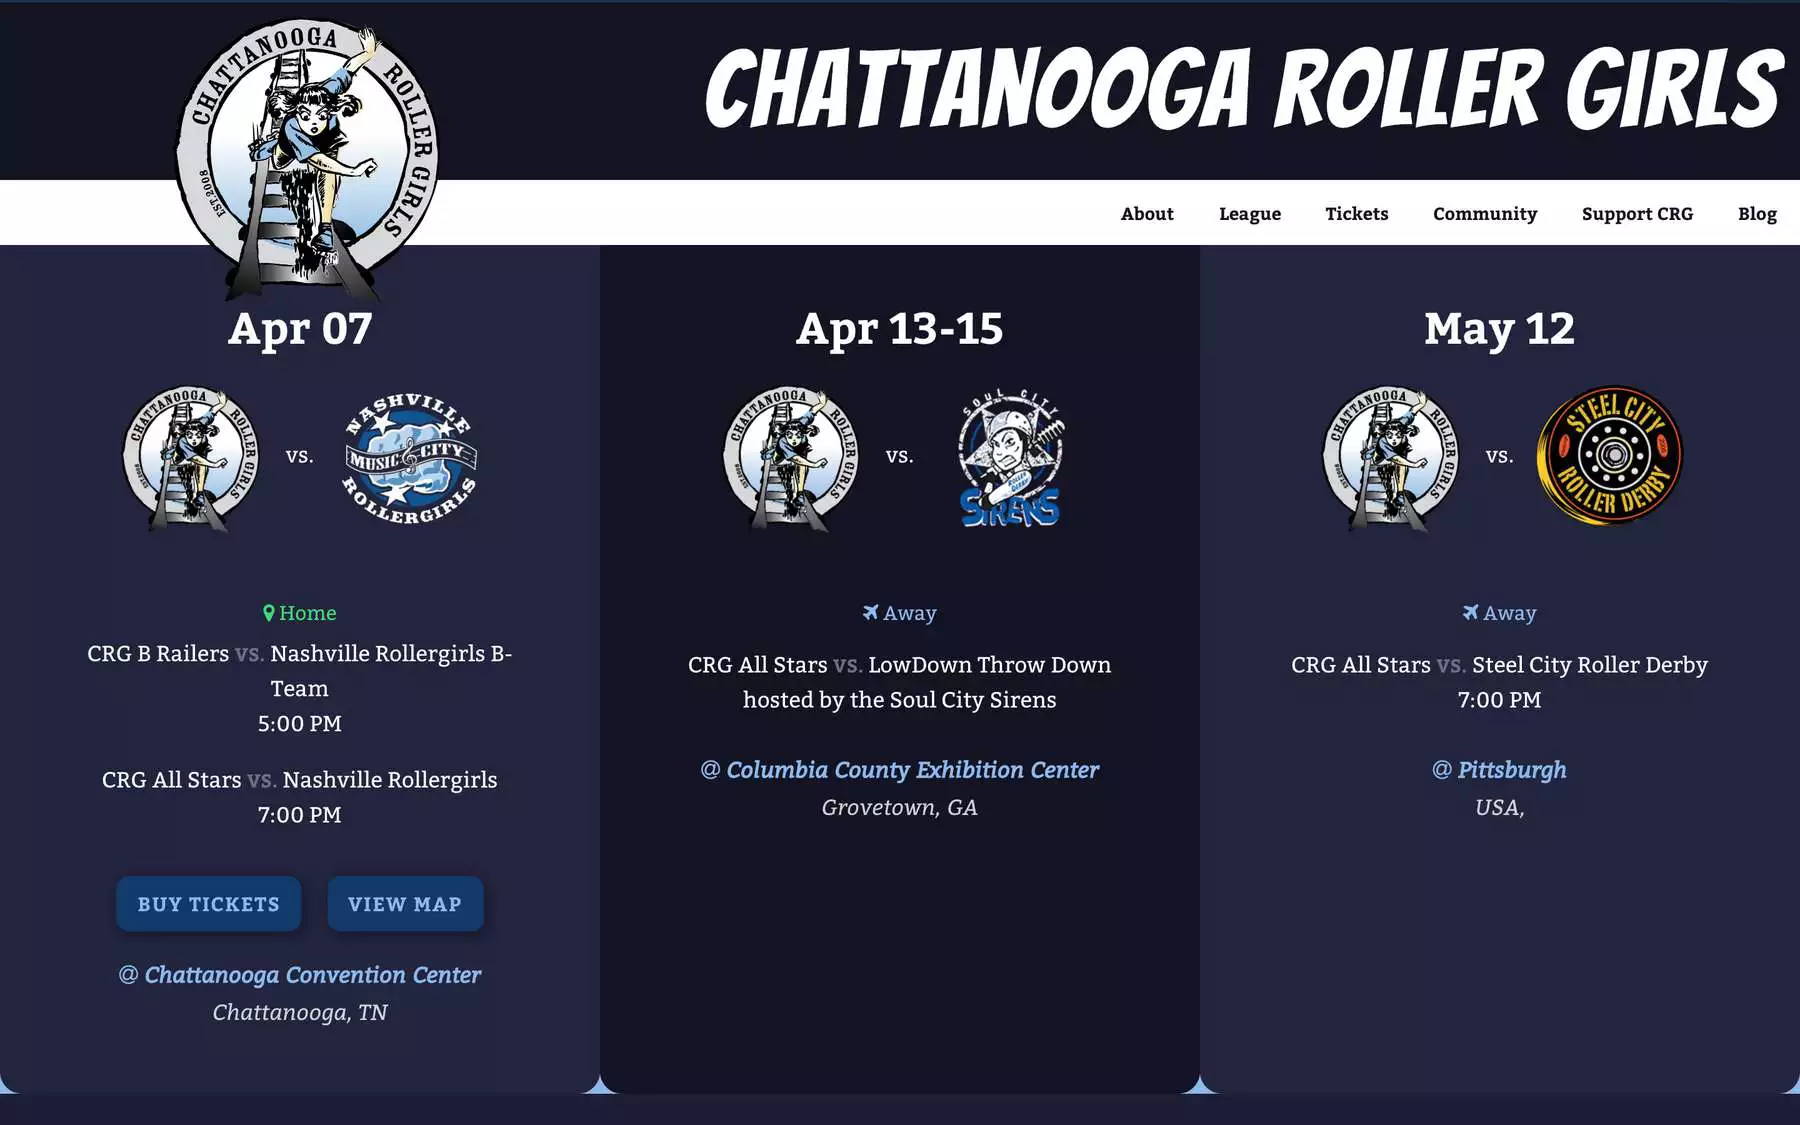 CHATTANOOGA ROLLER GIRLS
EST. 2008
CHATTANOOGA ROLLER GIRLS
About League Tickets Community Support CRG Blog
Apr 07
CHATTANOOGA ROLLER GIRLS
vs.
NASHVILLE
MUSIC CITY
ROLLERGIRLS
Home
CRG B Railers vs. Nashville Rollergirls B-
Team
5:00 PM
CRG All Stars vs. Nashville Rollergirls
7:00 PM
BUY TICKETS VIEW MAP
@ Chattanooga Convention Center
Chattanooga, TN
Apr 13-15
CHATTANOOGA ROLLER GIRLS
vs.
SOUL CITY
ROLLER DERBY
SIRENS
Away
CRG All Stars vs. LowDown Throw Down
hosted by the Soul City Sirens
@ Columbia County Exhibition Center
Grovetown, GA
May 12
CHATTANOOGA ROLLER GIRLS
vs.
STEEL CITY
ROLLER DERBY
Away
CRG All Stars vs. Steel City Roller Derby
7:00 PM
@ Pittsburgh
USA,